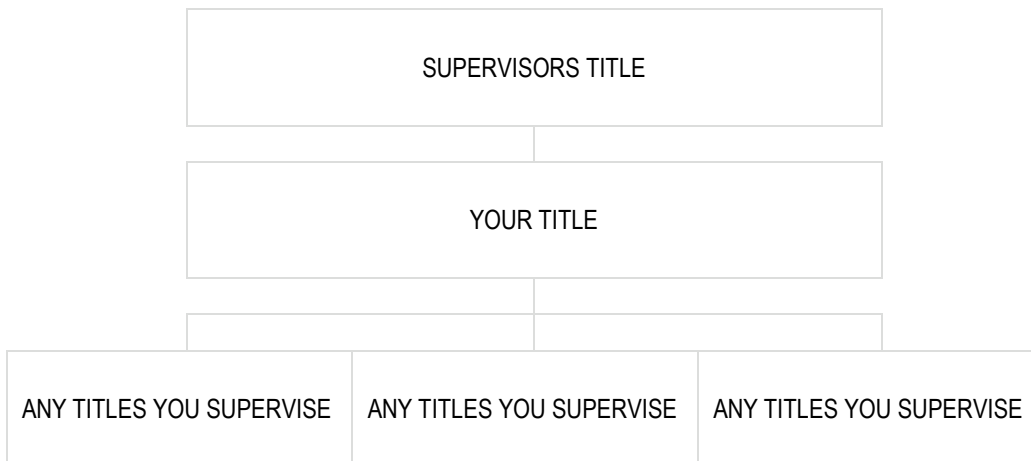 SUPERVISORS TITLE
YOUR TITLE
ANY TITLES YOU SUPERVISE
ANY TITLES YOU SUPERVISE
ANY TITLES YOU SUPERVISE